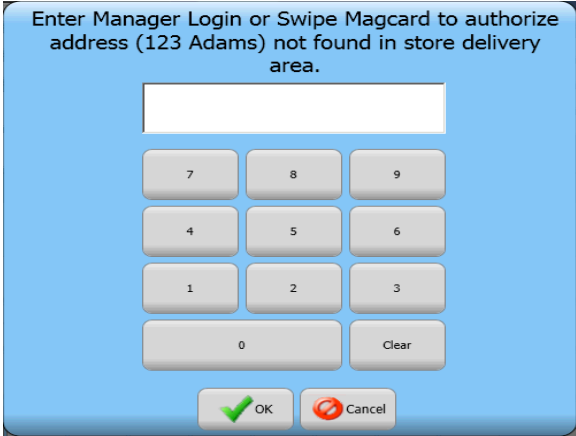 Enter Manager Login or Swipe Magcard to authorize
address (123 Adams) not found in store delivery
area.
7 8 9
4 5 6
1 2 3
0 Clear
OK Cancel